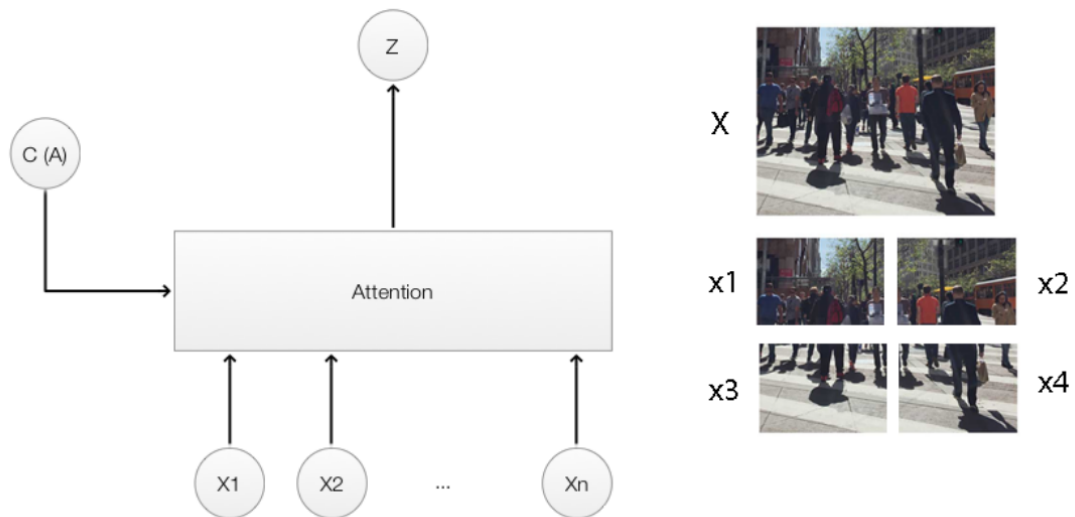 Z
C (A)
Attention
X1
X2
...
Xn
X
x1
x2
x3
x4